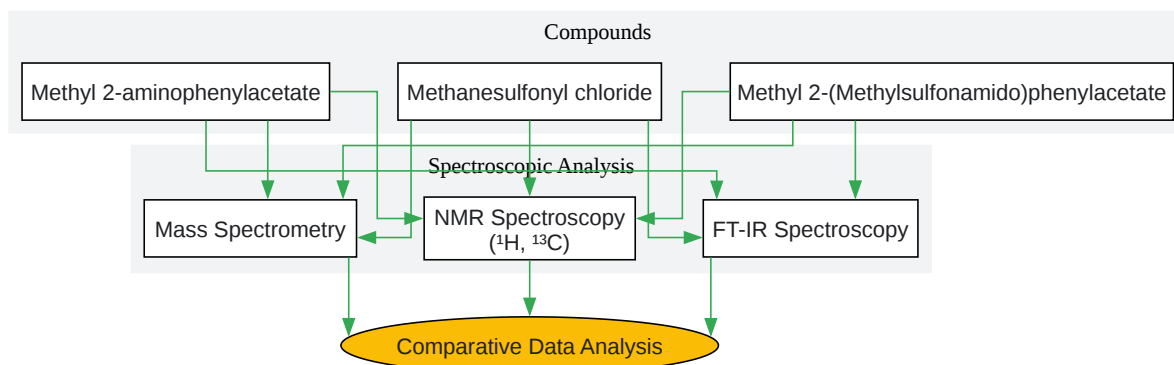 Compounds
Methyl 2-aminophenylacetate
Methanesulfonyl chloride
Methyl 2-(Methylsulfonamido)phenylacetate
Spectroscopic Analysis
Mass Spectrometry
NMR Spectroscopy
(¹H, ¹³C)
FT-IR Spectroscopy
Comparative Data Analysis